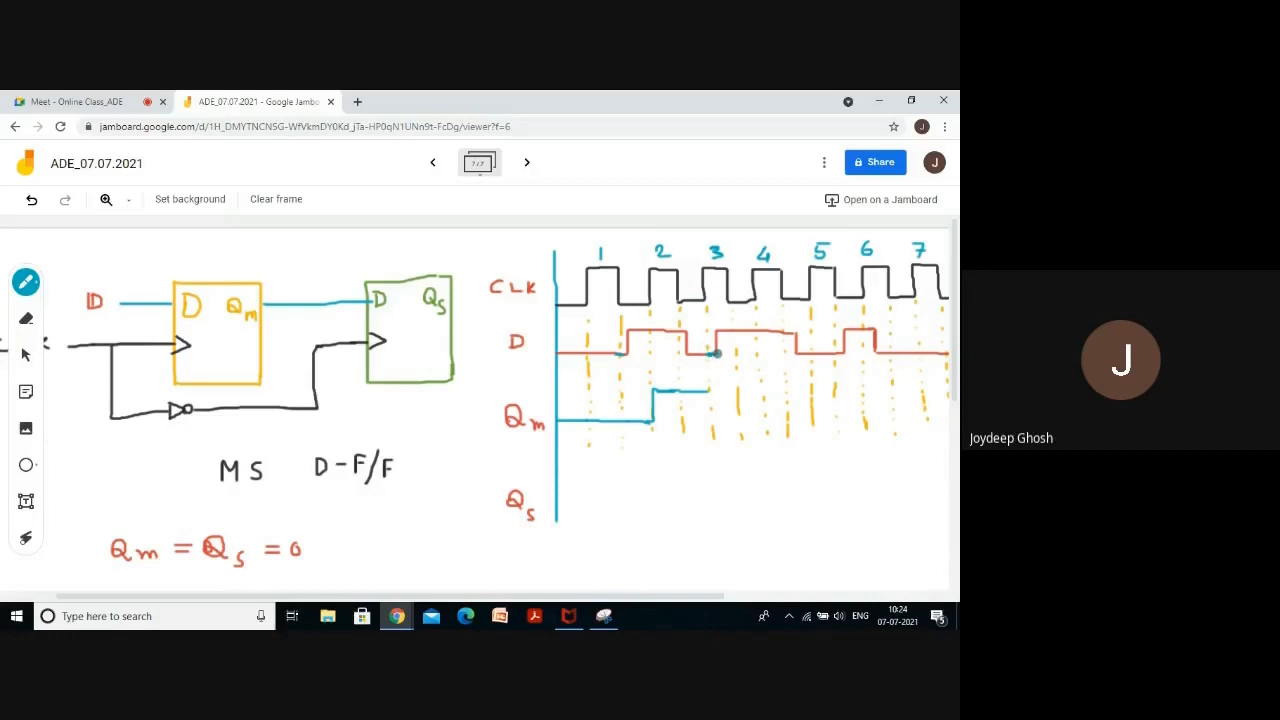 Meet - Online Class_ADE
ADE_07.07.2021 - Google Jambo
jamboard.google.com/d/1H_DMYTNCNSG-WfVkmDY0Kd_jTa-HP0qN1UNn9t-FcDg/viewer?f=6
J
ADE_07.07.2021
7/7
Share
J
Set background
Clear frame
Open on a Jamboard
1 2 3 4 5 6 7
CLK
D
Qm
Qs
ID
D Qm
D Qs
MS D-F/F
Qm = Qs = 0
J
Joydeep Ghosh
Type here to search
ENG
10:24
07-07-2021
5